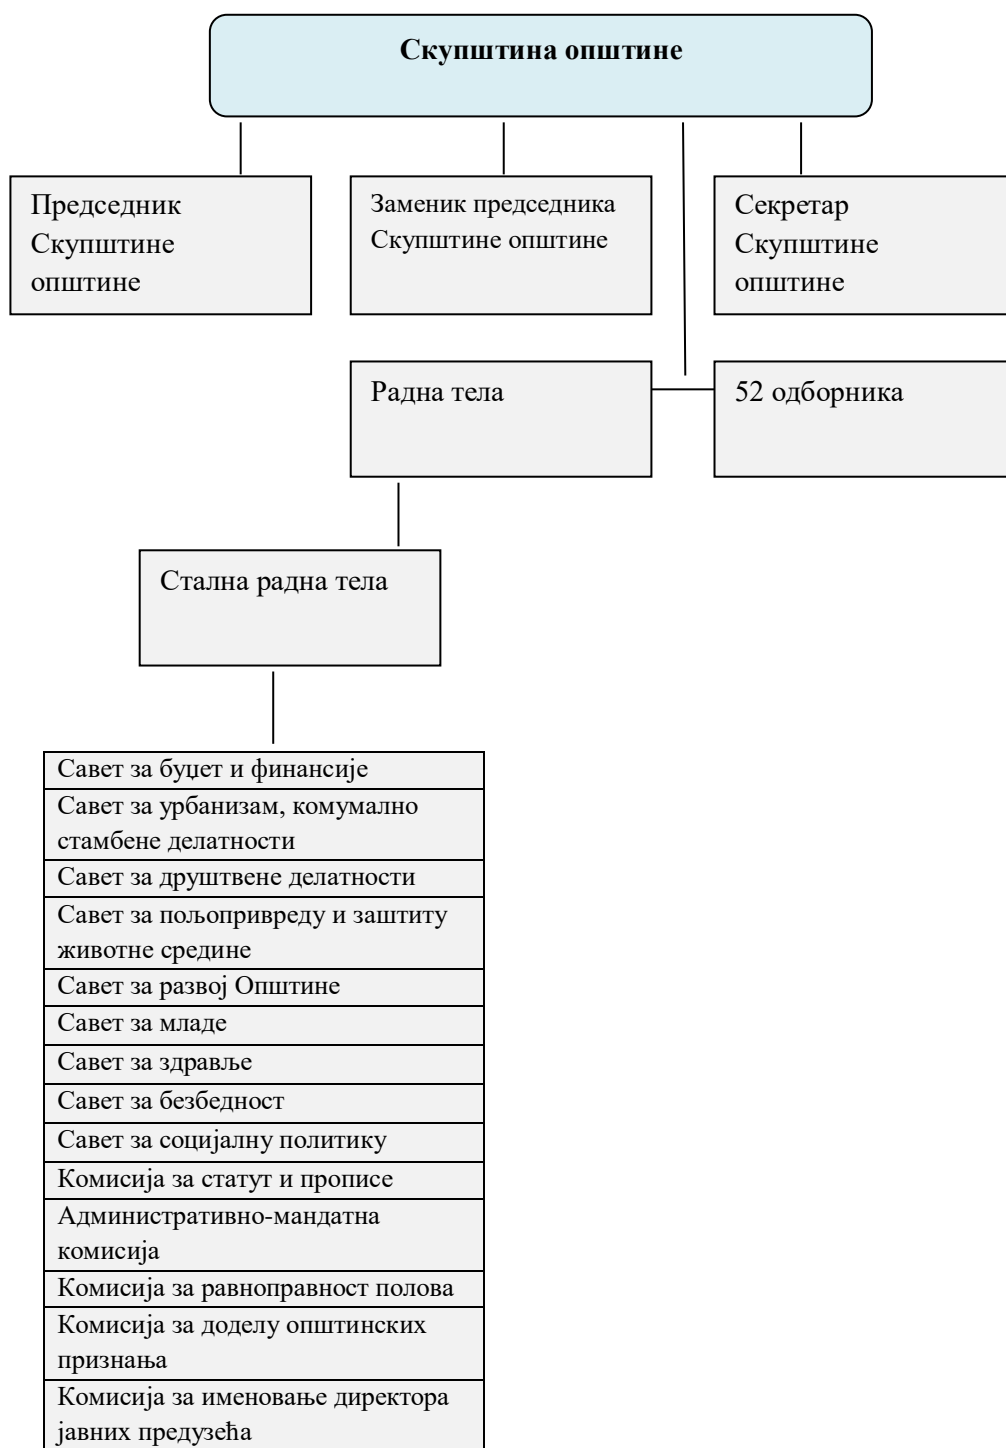 Скупштина општине
Председник
Скупштине
општине
Заменик председника
Скупштине општине
Секретар
Скупштине
општине
Радна тела
52 одборника
Стална радна тела
Савет за буџет и финансије
Савет за урбанизам, комумално
стамбене делатности
Савет за друштвене делатности
Савет за пољопривреду и заштиту
животне средине
Савет за развој Општине
Савет за младе
Савет за здравље
Савет за безбедност
Савет за социјалну политику
Комисија за статут и прописе
Административно-мандатна
комисија
Комисија за равноправност полова
Комисија за доделу општинских
признања
Комисија за именовање директора
јавних предузећа